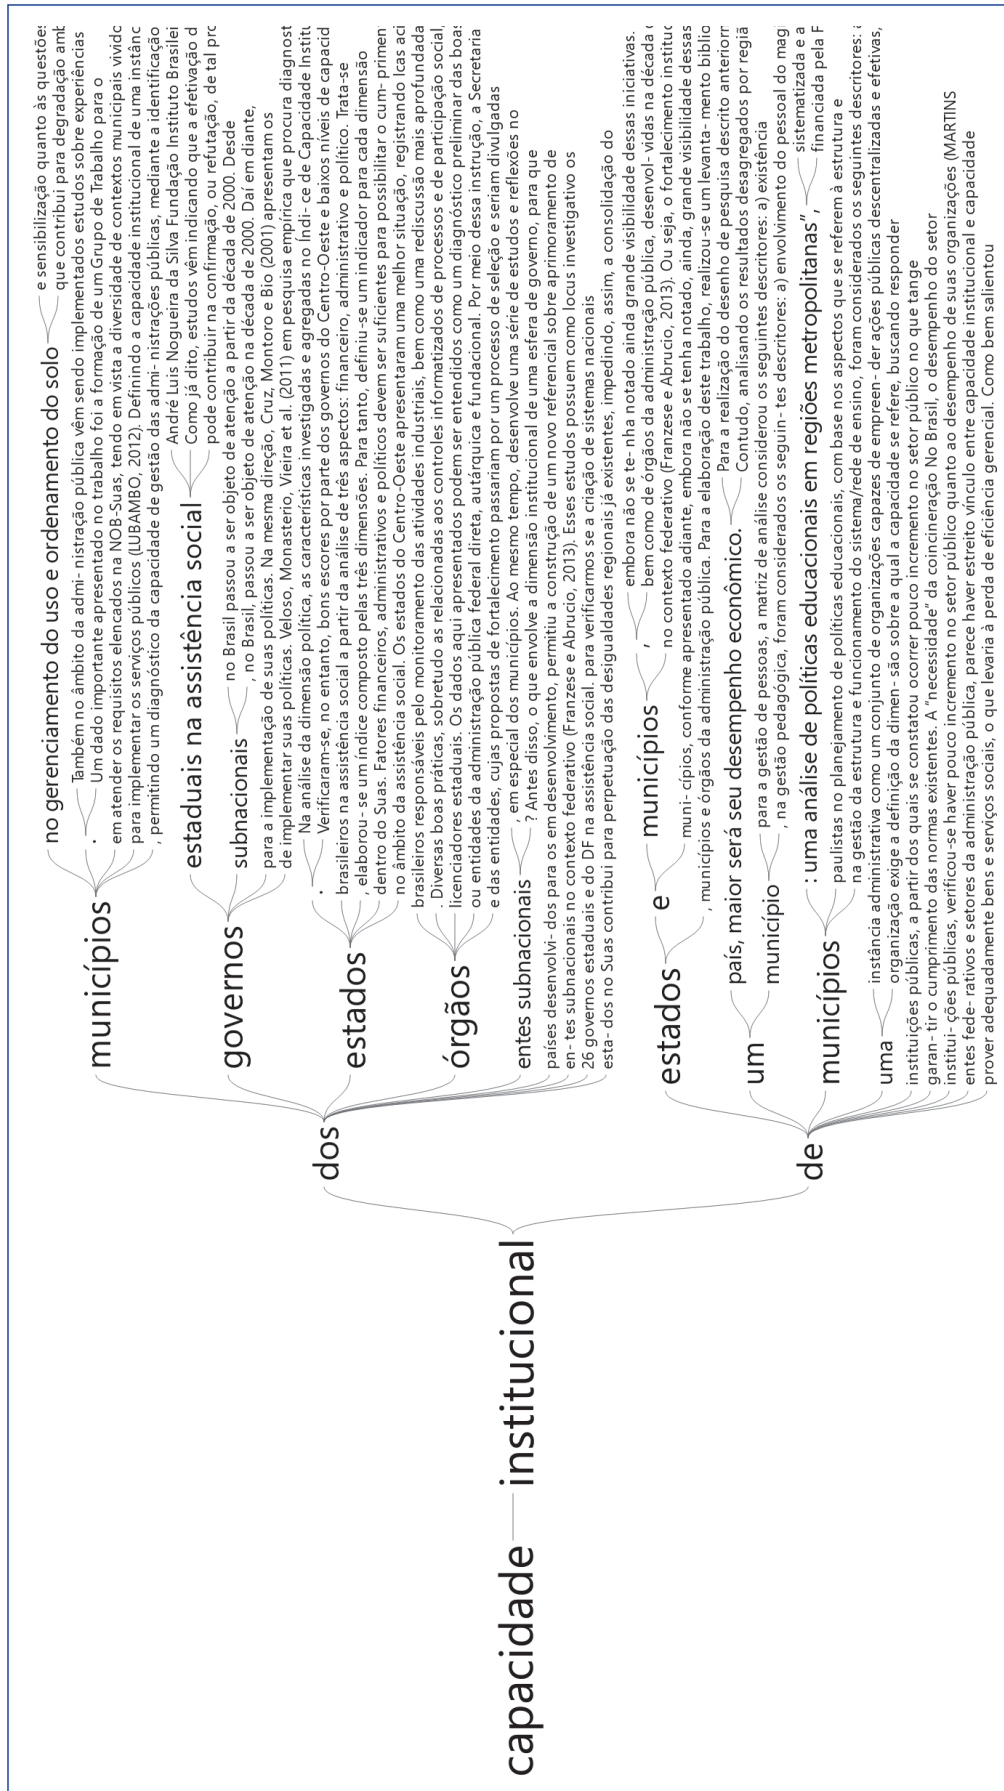 capacidade
institucional
dos
municípios
no gerenciamento do uso e ordenamento do solo
e sensibilização quanto às questões
que contribui para degradação amb
.
Também no âmbito da admi- nistração pública vêm sendo implementados estudos sobre experiências
Um dado importante apresentado no trabalho foi a formação de um Grupo de Trabalho para o
em atender os requisitos elencados na NOB-Suas, tendo em vista a diversidade de contextos municipais vivido
para implementar os serviços públicos (LUBAMBO, 2012). Definindo a capacidade institucional de uma instânc
, permitindo um diagnóstico da capacidade de gestão das admi- nistrações públicas, mediante a identificação
governos
estaduais na assistência social
André Luis Nogueira da Silva Fundação Instituto Brasilei
Como já dito, estudos vêm indicando que a efetivação d
pode contribuir na confirmação, ou refutação, de tal prc
subnacionais
no Brasil passou a ser objeto de atenção a partir da década de 2000. Desde
, no Brasil, passou a ser objeto de atenção na década de 2000. Daí em diante,
para a implementação de suas políticas. Na mesma direção, Cruz, Montoro e Bio (2001) apresentam os
de implementar suas políticas. Veloso, Monasterio, Vieira et al. (2011) em pesquisa empírica que procura diagnost
estados
.
Na análise da dimensão política, as características investigadas e agregadas no Índi- ce de Capacidade Institu
Verificaram-se, no entanto, bons escores por parte dos governos do Centro-Oeste e baixos níveis de capacid
brasileiros na assistência social a partir da análise de três aspectos: financeiro, administrativo e político. Trata-se
, elaborou- se um índice composto pelas três dimensões. Para tanto, definiu-se um indicador para cada dimensão
dentro do Suas. Fatores financeiros, administrativos e políticos devem ser suficientes para possibilitar o cum- primen
no âmbito da assistência social. Os estados do Centro-Oeste apresentaram uma melhor situação, registrando Icas aci
órgãos
brasileiros responsáveis pelo monitoramento das atividades industriais, bem como uma rediscussão mais aprofundada
. Diversas boas práticas, sobretudo as relacionadas aos controles informatizados de processos e de participação social,
licenciadores estaduais. Os dados aqui apresentados podem ser entendidos como um diagnóstico preliminar das boas
ou entidades da administração pública federal direta, autárquica e fundacional. Por meio dessa instrução, a Secretaria
e das entidades, cujas propostas de fortalecimento institucional passariam por um processo de seleção e seriam divulgadas
entes subnacionais
, em especial dos municípios. Ao mesmo tempo, desenvolve uma série de estudos e reflexões no
? Antes disso, o que envolve a dimensão institucional de uma esfera de governo, para que
países desenvolvi- dos para os em desenvolvimento, permitiu a construção de um novo referencial sobre aprimoramento de
en- tes subnacionais no contexto federativo (Franzese e Abrucio, 2013). Esses estudos possuem como locus investigativo os
26 governos estaduais e do DF na assistência social. para verificarmos se a criação de sistemas nacionais
esta- dos no Suas contribui para perpetuação das desigualdades regionais já existentes, impedindo, assim, a consolidação do
de
estados
e
municípios
,
embora não se te- nha notado ainda grande visibilidade dessas iniciativas.
bem como de órgãos da administração pública, desenvol- vidas na década
no contexto federativo (Franzese e Abrucio, 2013). Ou seja, o fortalecimento instituc
muni- cípios, conforme apresentado adiante, embora não se tenha notado, ainda, grande visibilidade dessas
, municípios e órgãos da administração pública. Para a elaboração deste trabalho, realizou-se um levanta- mento biblio
um
país, maior será seu desempenho econômico.
Para a realização do desenho de pesquisa descrito anteriorm
Contudo, analisando os resultados desagregados por regiã
município
para a gestão de pessoas, a matriz de análise considerou os seguintes descritores: a) existência
, na gestão pedagógica, foram considerados os seguin- tes descritores: a) envolvimento do pessoal do magi
municípios
: uma análise de políticas educacionais em regiões metropolitanas”,
sistematizada e a
financiada pela F
paulistas no planejamento de políticas educacionais, com base nos aspectos que se referem à estrutura e
na gestão da estrutura e funcionamento do sistema/rede de ensino, foram considerados os seguintes descritores:
uma
instância administrativa como um conjunto de organizações capazes de empreen- der ações públicas descentralizadas e efetivas,
organização exige a definição da dimen- são sobre a qual a capacidade se refere, buscando responder
instituições públicas, a partir dos quais se constatou ocorrer pouco incremento no setor público no que tange
garan- tir o cumprimento das normas existentes. A “necessidade” da coincineração No Brasil, o desempenho do setor
institui- ções públicas, verificou-se haver pouco incremento no setor público quanto ao desempenho de suas organizações (MARTINS
entes fede- rativos e setores da administração pública, parece haver estreito vínculo entre capacidade institucional e capacidade
prover adequadamente bens e serviços sociais, o que levaria à perda de eficiência gerencial. Como bem salientou